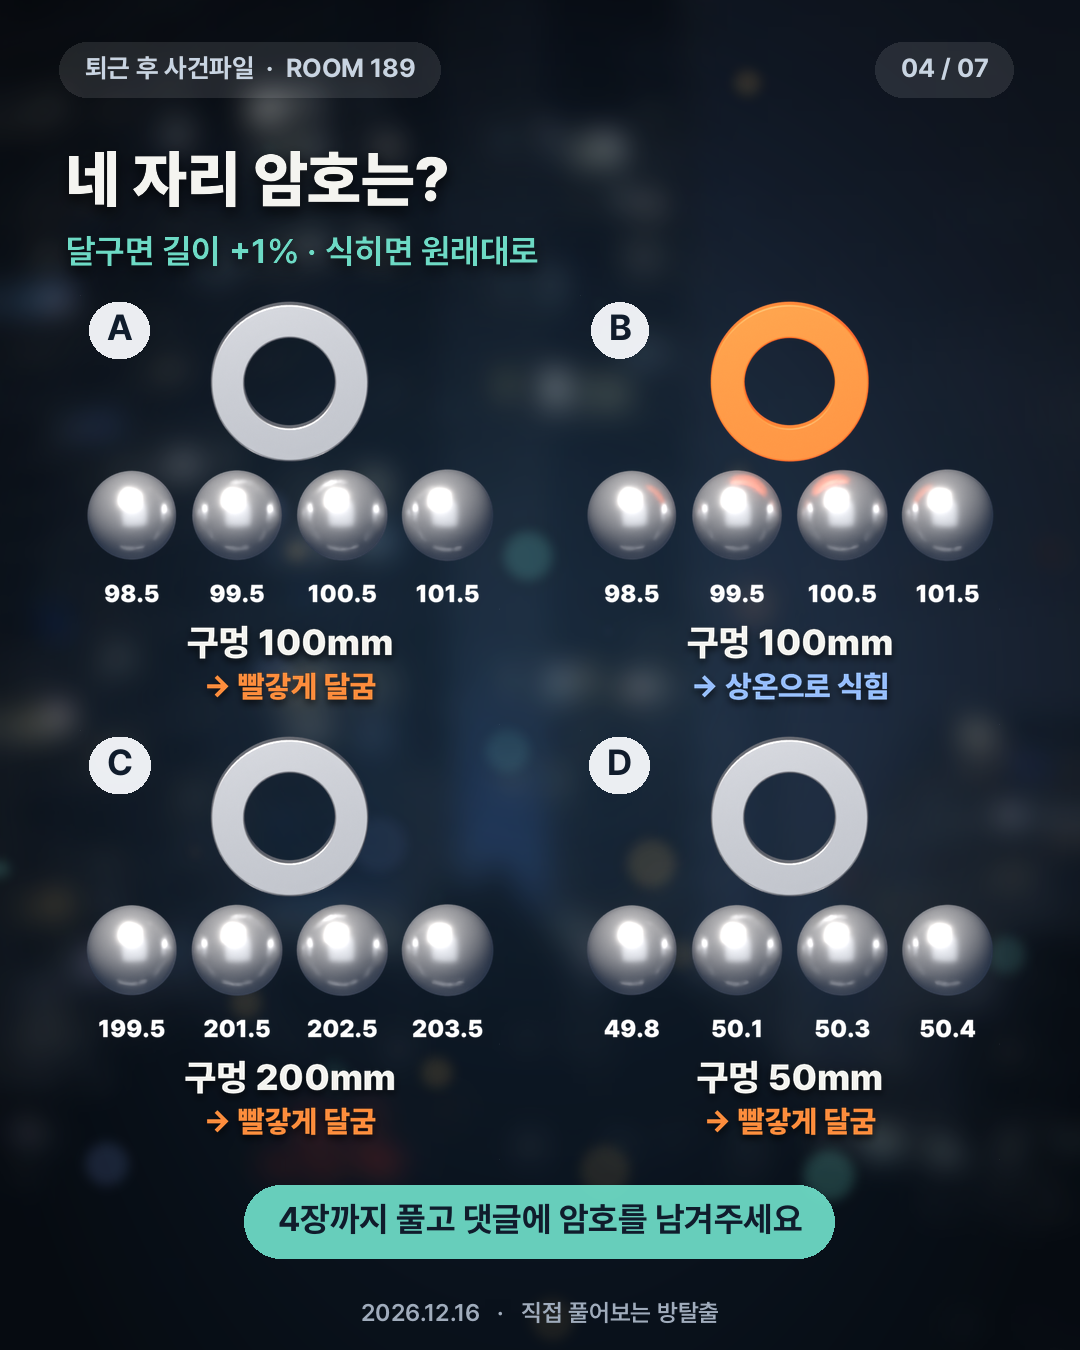 퇴근 후 사건파일 · ROOM 189
04 / 07
네 자리 암호는?
달구면 길이 +1% · 식히면 원래대로
A
98.5 99.5 100.5 101.5
구멍 100mm
→ 빨갛게 달굼
B
98.5 99.5 100.5 101.5
구멍 100mm
→ 상온으로 식힘
C
199.5 201.5 202.5 203.5
구멍 200mm
→ 빨갛게 달굼
D
49.8 50.1 50.3 50.4
구멍 50mm
→ 빨갛게 달굼
4장까지 풀고 댓글에 암호를 남겨주세요
2026.12.16 · 직접 풀어보는 방탈출